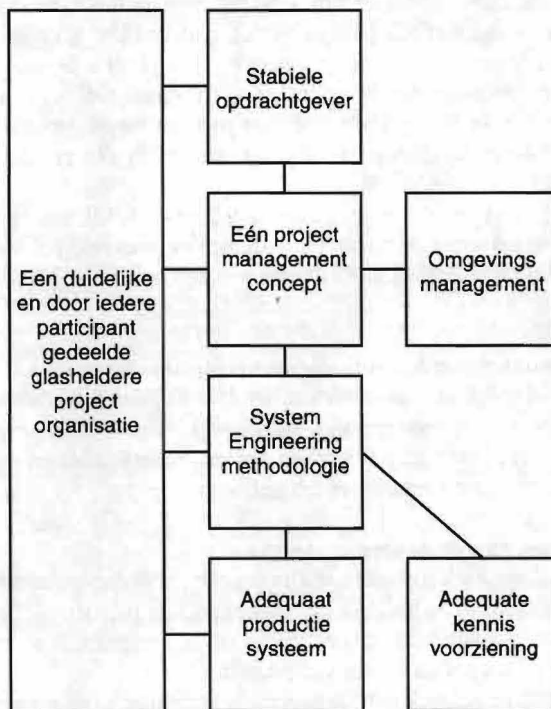 Stabiele
opdrachtgever
Eén project
management
concept
Omgevings
management
Een duidelijke
en door iedere
participant
gedeelde
glasheldere
project
organisatie
System
Engineering
methodologie
Adequaat
productie
systeem
Adequate
kennis
voorziening